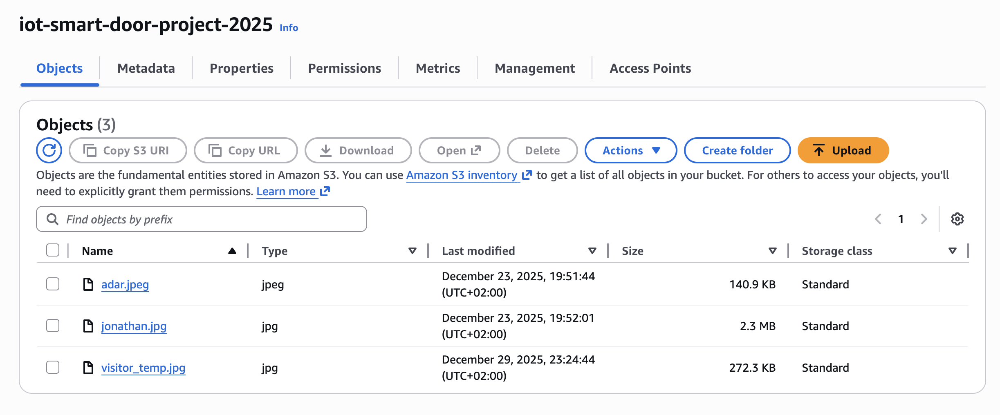 iot-smart-door-project-2025 Info
Objects Metadata Properties Permissions Metrics Management Access Points
Objects (3)
Copy S3 URI Copy URL Download Open Delete Actions Create folder Upload
Objects are the fundamental entities stored in Amazon S3. You can use Amazon S3 inventory to get a list of all objects in your bucket. For others to access your objects, you'll
need to explicitly grant them permissions. Learn more
Find objects by prefix
1
Name Type Last modified Size Storage class
adar.jpeg jpeg December 23, 2025, 19:51:44 (UTC+02:00) 140.9 KB Standard
jonathan.jpg jpg December 23, 2025, 19:52:01 (UTC+02:00) 2.3 MB Standard
visitor_temp.jpg jpg December 29, 2025, 23:24:44 (UTC+02:00) 272.3 KB Standard